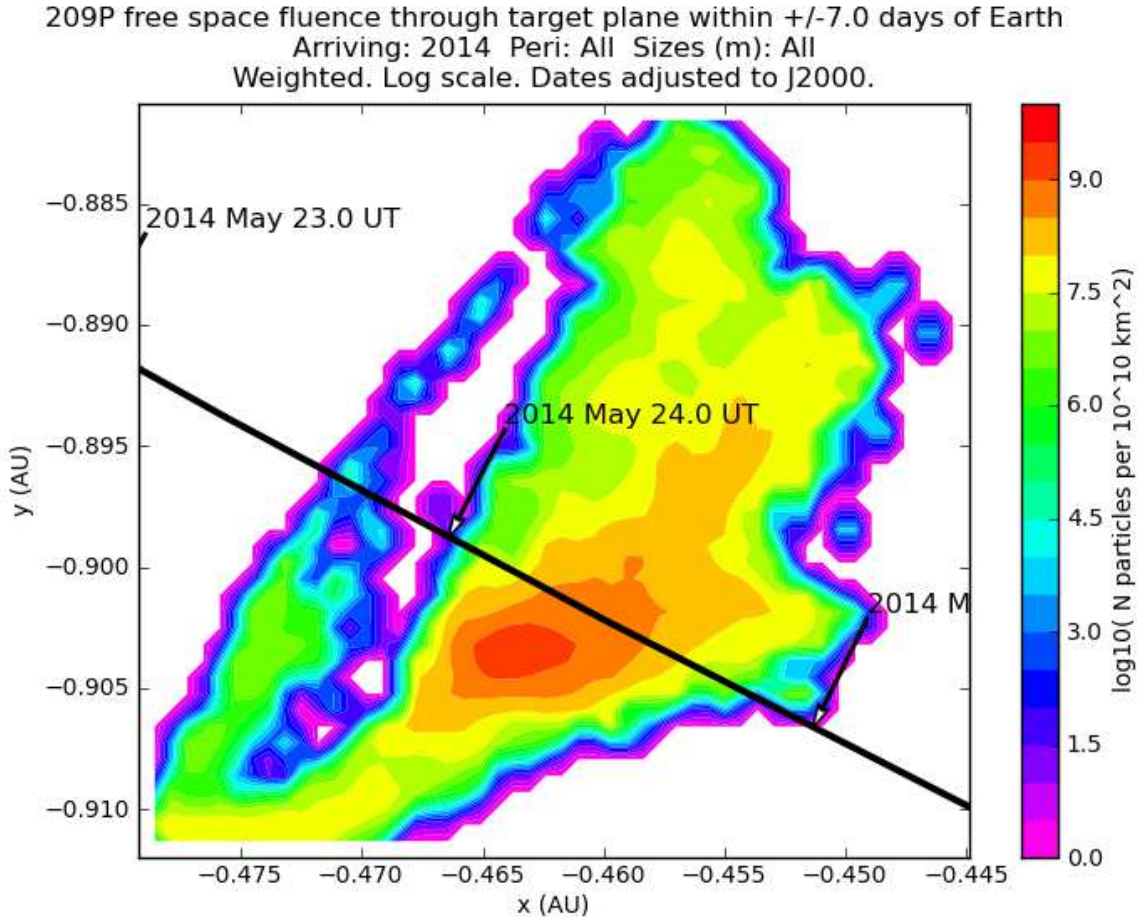 209P free space fluence through target plane within +/-7.0 days of Earth
Arriving: 2014  Peri: All  Sizes (m): All
Weighted. Log scale. Dates adjusted to J2000.
−0.885
−0.890
−0.895
−0.900
−0.905
−0.910
y (AU)
2014 May 23.0 UT
2014 May 24.0 UT
2014 M
−0.475
−0.470
−0.465
−0.460
−0.455
−0.450
−0.445
x (AU)
9.0
7.5
6.0
4.5
3.0
1.5
0.0
log10( N particles per 10^10 km^2)